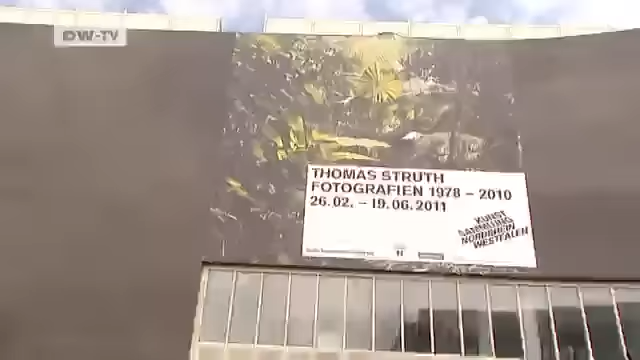 DW-TV
THOMAS STRUTH
FOTOGRAFIEN 1978 – 2010
26.02. – 19.06.2011
KUNST
SAMMLUNG
NORDRHEIN
WESTFALEN